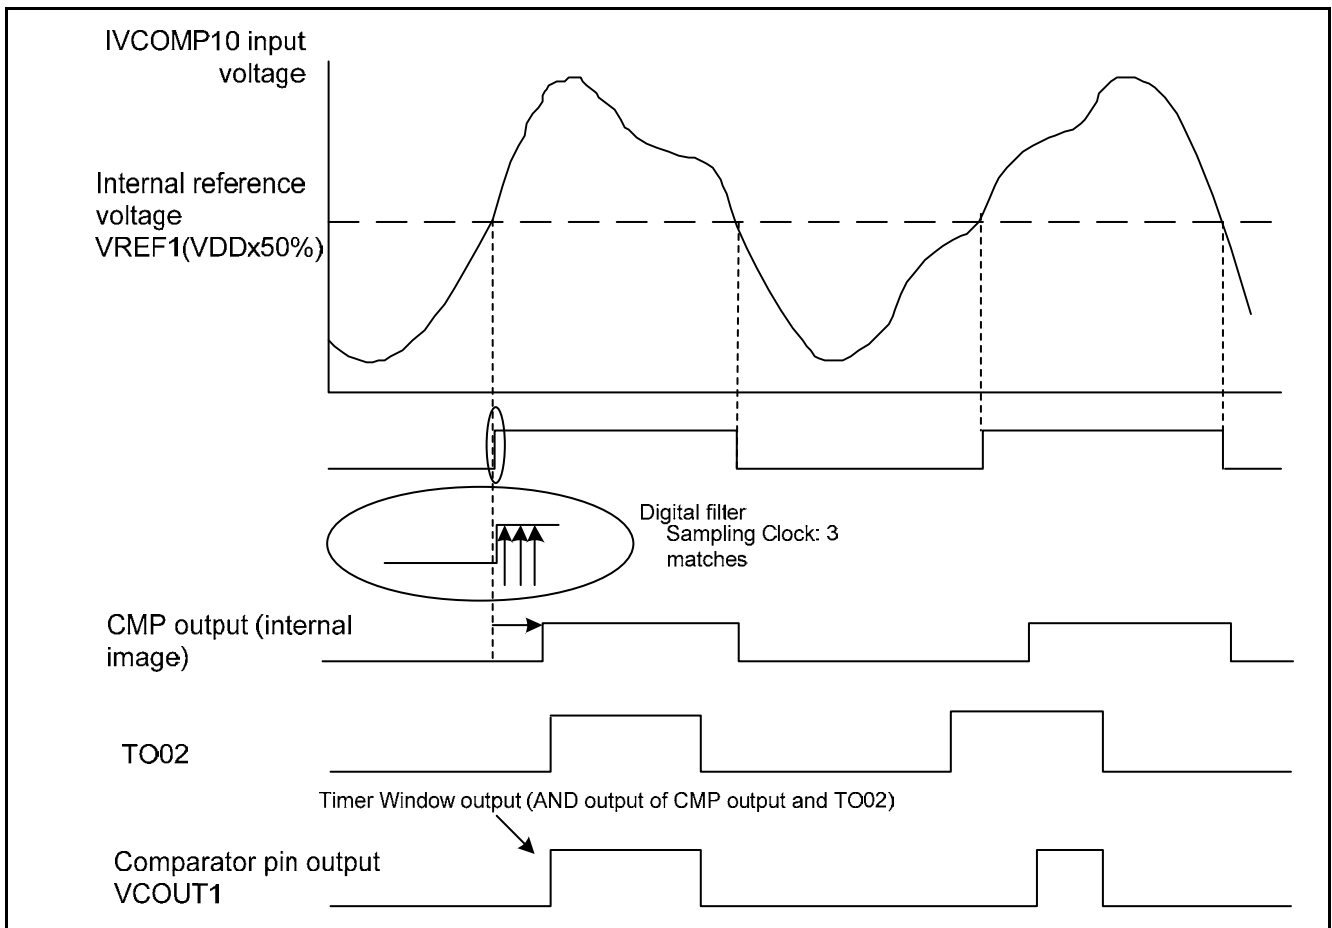 IVCOMP10 input
voltage
Internal reference
voltage
VREF1(VDDx50%)
Digital filter
Sampling Clock: 3
matches
CMP output (internal
image)
TO02
Timer Window output (AND output of CMP output and TO02)
Comparator pin output
VCOUT1